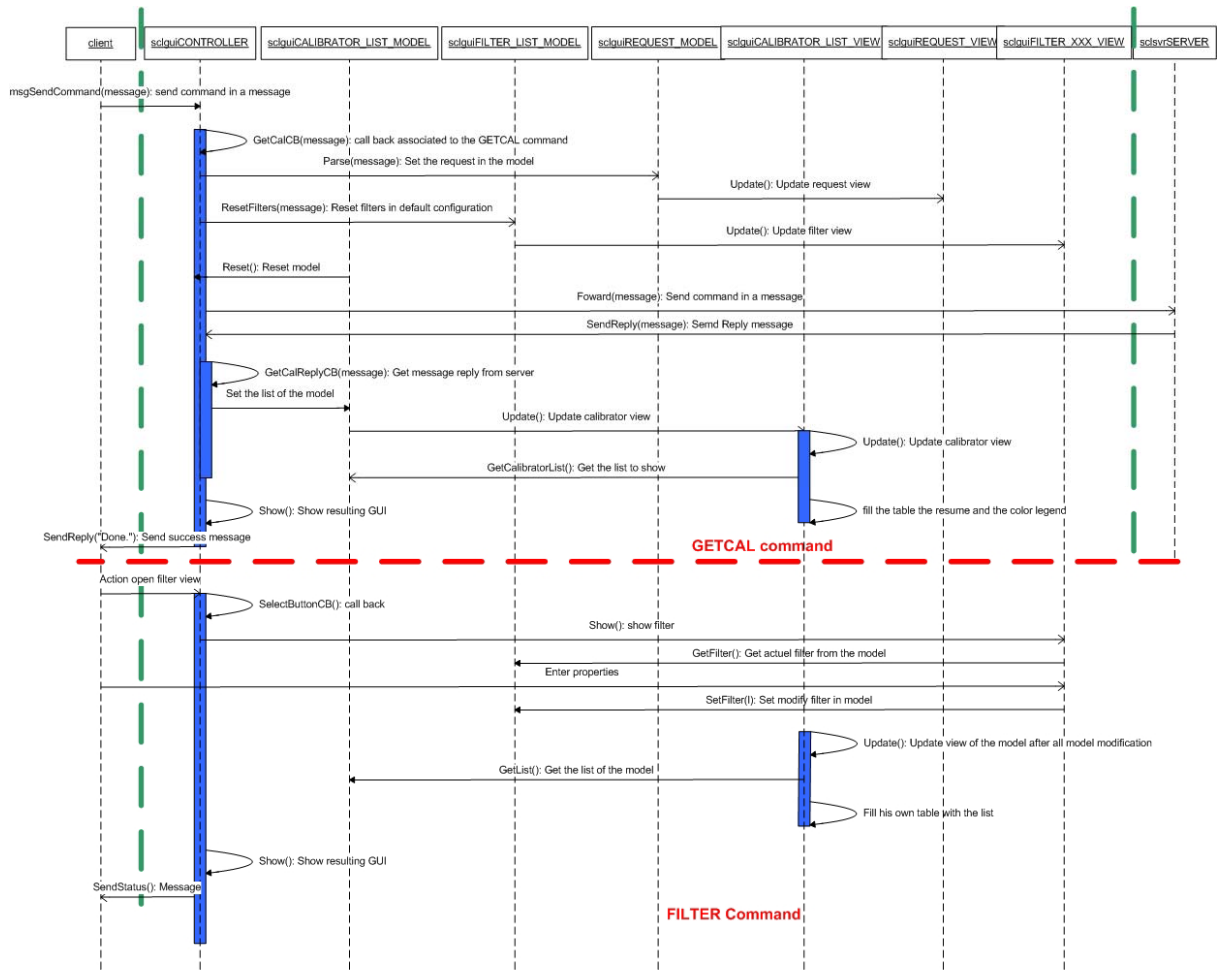 client
sclguiCONTROLLER
sclguiCALIBRATOR_LIST_MODEL
sclguiFILTER_LIST_MODEL
sclguiREQUEST_MODEL
sclguiCALIBRATOR_LIST_VIEW
sclguiREQUEST_VIEW
sclguiFILTER_XXX_VIEW
sclsvrSERVER
msgSendCommand(message): send command in a message
GetCalCB(message): call back associated to the GETCAL command
Parse(message): Set the request in the model
Update(): Update request view
ResetFilters(message): Reset filters in default configuration
Update(): Update filter view
Reset(): Reset model
Foward(message): Send command in a message
SendReply(message): Semd Reply message
GetCalReplyCB(message): Get message reply from server
Set the list of the model
Update(): Update calibrator view
Update(): Update calibrator view
GetCalibratorList(): Get the list to show
Show(): Show resulting GUI
fill the table the resume and the color legend
SendReply("Done."): Send success message
GETCAL command
Action open filter view
SelectButtonCB(): call back
Show(): show filter
GetFilter(): Get actuel filter from the model
Enter properties
SetFilter(I): Set modify filter in model
Update(): Update view of the model after all model modification
GetList(): Get the list of the model
Fill his own table with the list
Show(): Show resulting GUI
SendStatus(): Message
FILTER Command